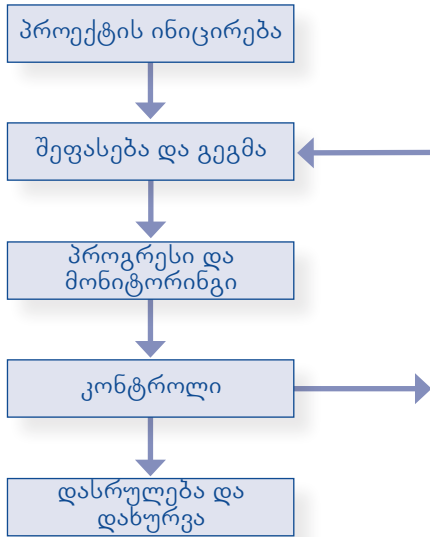 პროექტის ინიცირება
შეფასება და გეგმა
პროგრესი და
მონიტორინგი
კონტროლი
დასრულება და
დახურვა